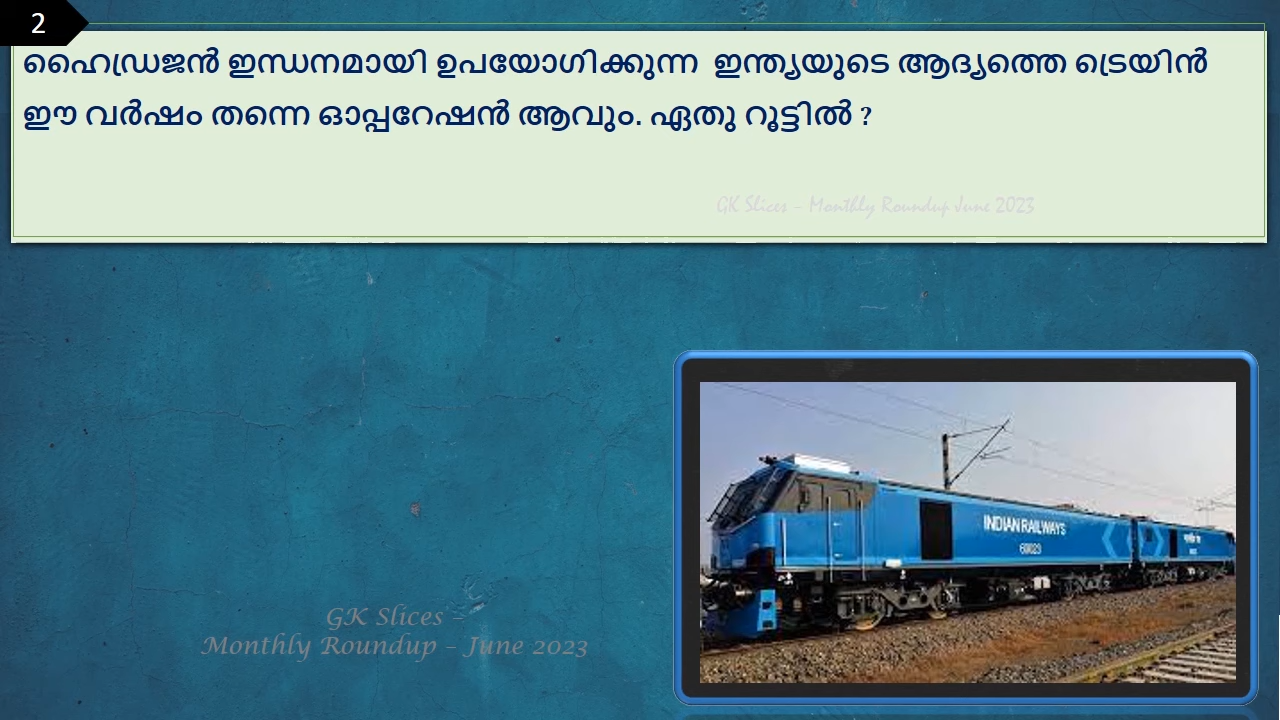 2
ഹൈഡ്രജൻ ഇന്ധനമായി ഉപയോഗിക്കുന്ന ഇന്ത്യയുടെ ആദ്യത്തെ ട്രെയിൻ
ഈ വർഷം തന്നെ ഓപ്പറേഷൻ ആവും. ഏതു റൂട്ടിൽ ?
GK Slices – Monthly Roundup June 2023
INDIAN RAILWAYS
60023
GK Slices –
Monthly Roundup – June 2023